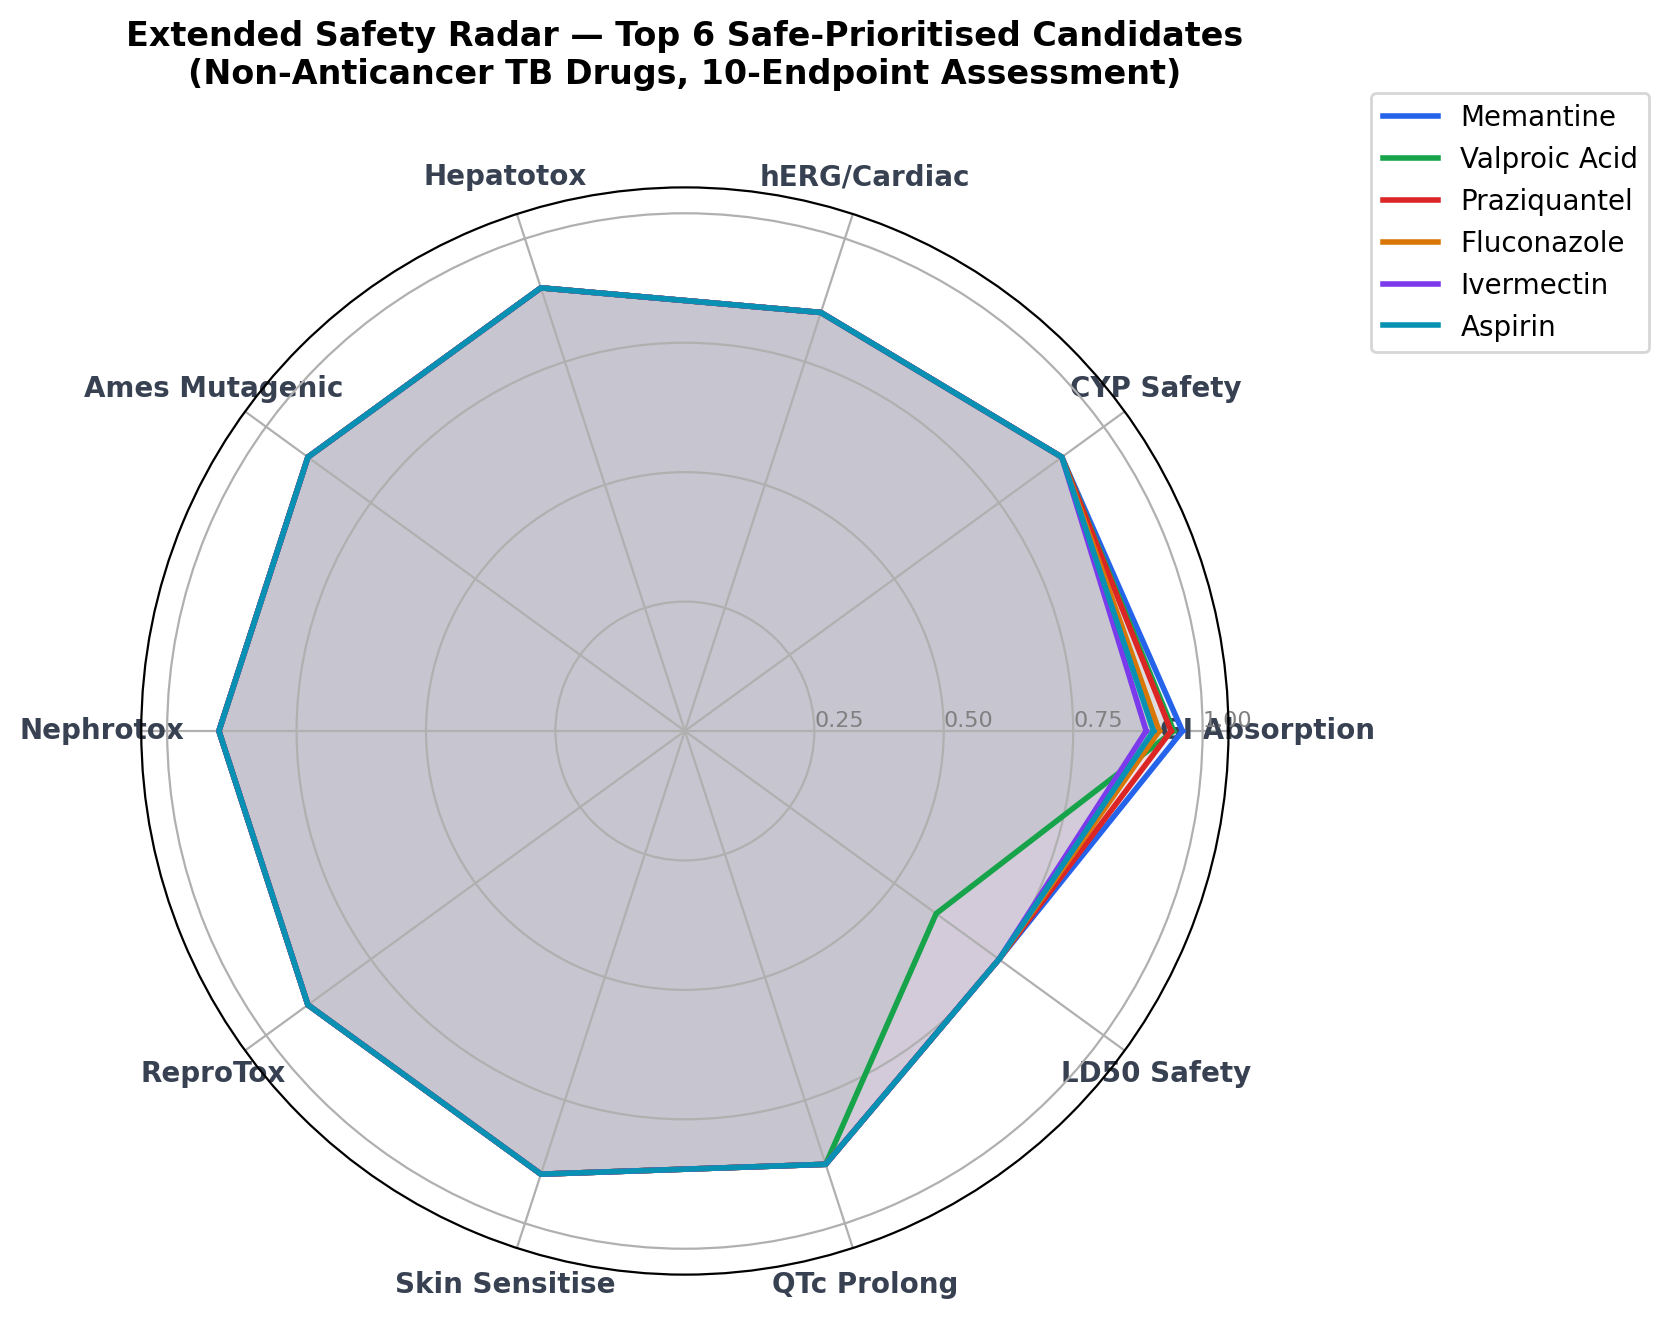 Extended Safety Radar — Top 6 Safe-Prioritised Candidates
(Non-Anticancer TB Drugs, 10-Endpoint Assessment)
Memantine
Valproic Acid
Praziquantel
Fluconazole
Ivermectin
Aspirin
Hepatotox
hERG/Cardiac
Ames Mutagenic
CYP Safety
Nephrotox
0.25
0.50
0.75
1.00
GI Absorption
ReproTox
LD50 Safety
Skin Sensitise
QTc Prolong